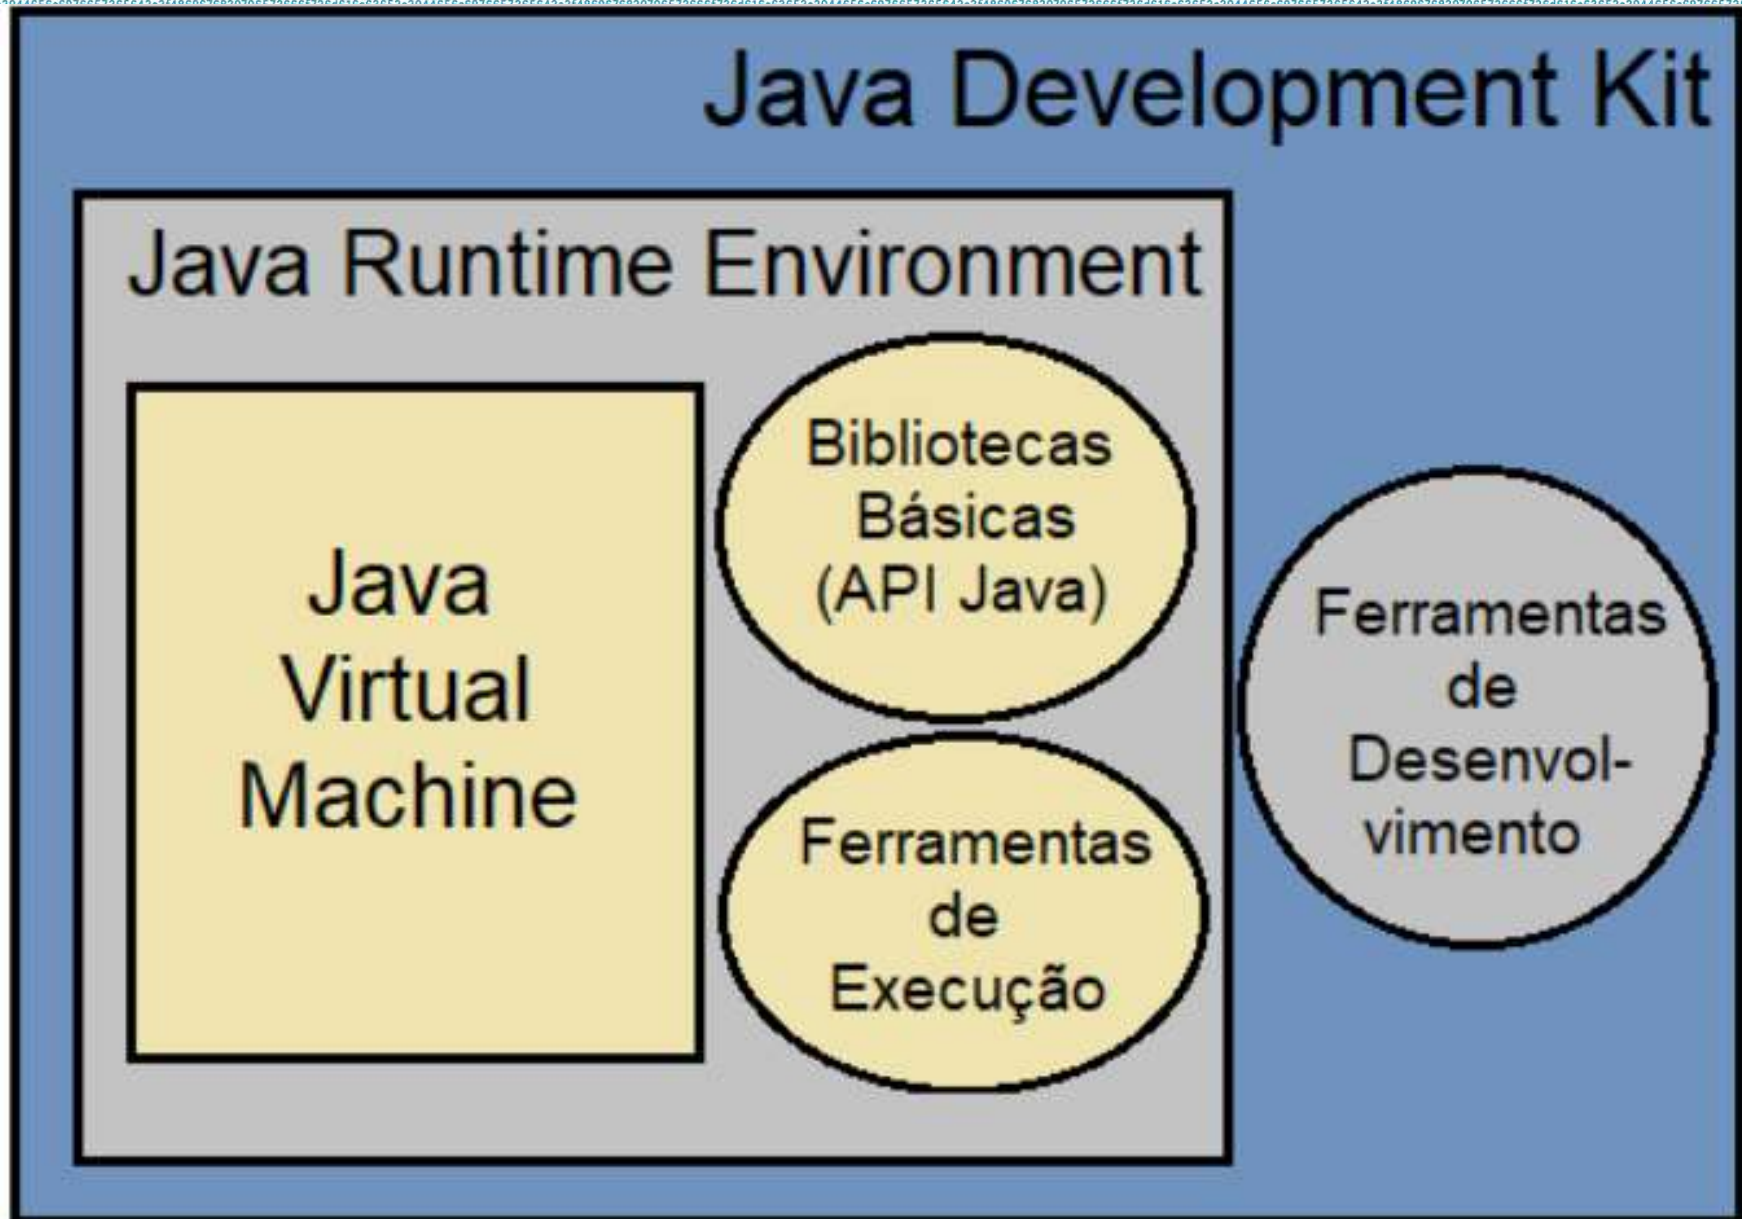 Java Development Kit
Java Runtime Environment
Java
Virtual
Machine
Bibliotecas
Básicas
(API Java)
Ferramentas
de
Execução
Ferramentas
de
Desenvol-
vimento